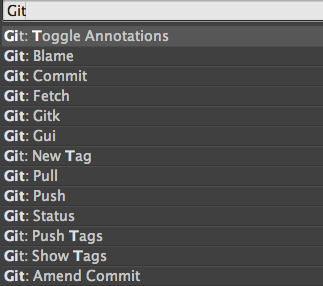 Git
Git: Toggle Annotations
Git: Blame
Git: Commit
Git: Fetch
Git: Gitk
Git: Gui
Git: New Tag
Git: Pull
Git: Push
Git: Status
Git: Push Tags
Git: Show Tags
Git: Amend Commit